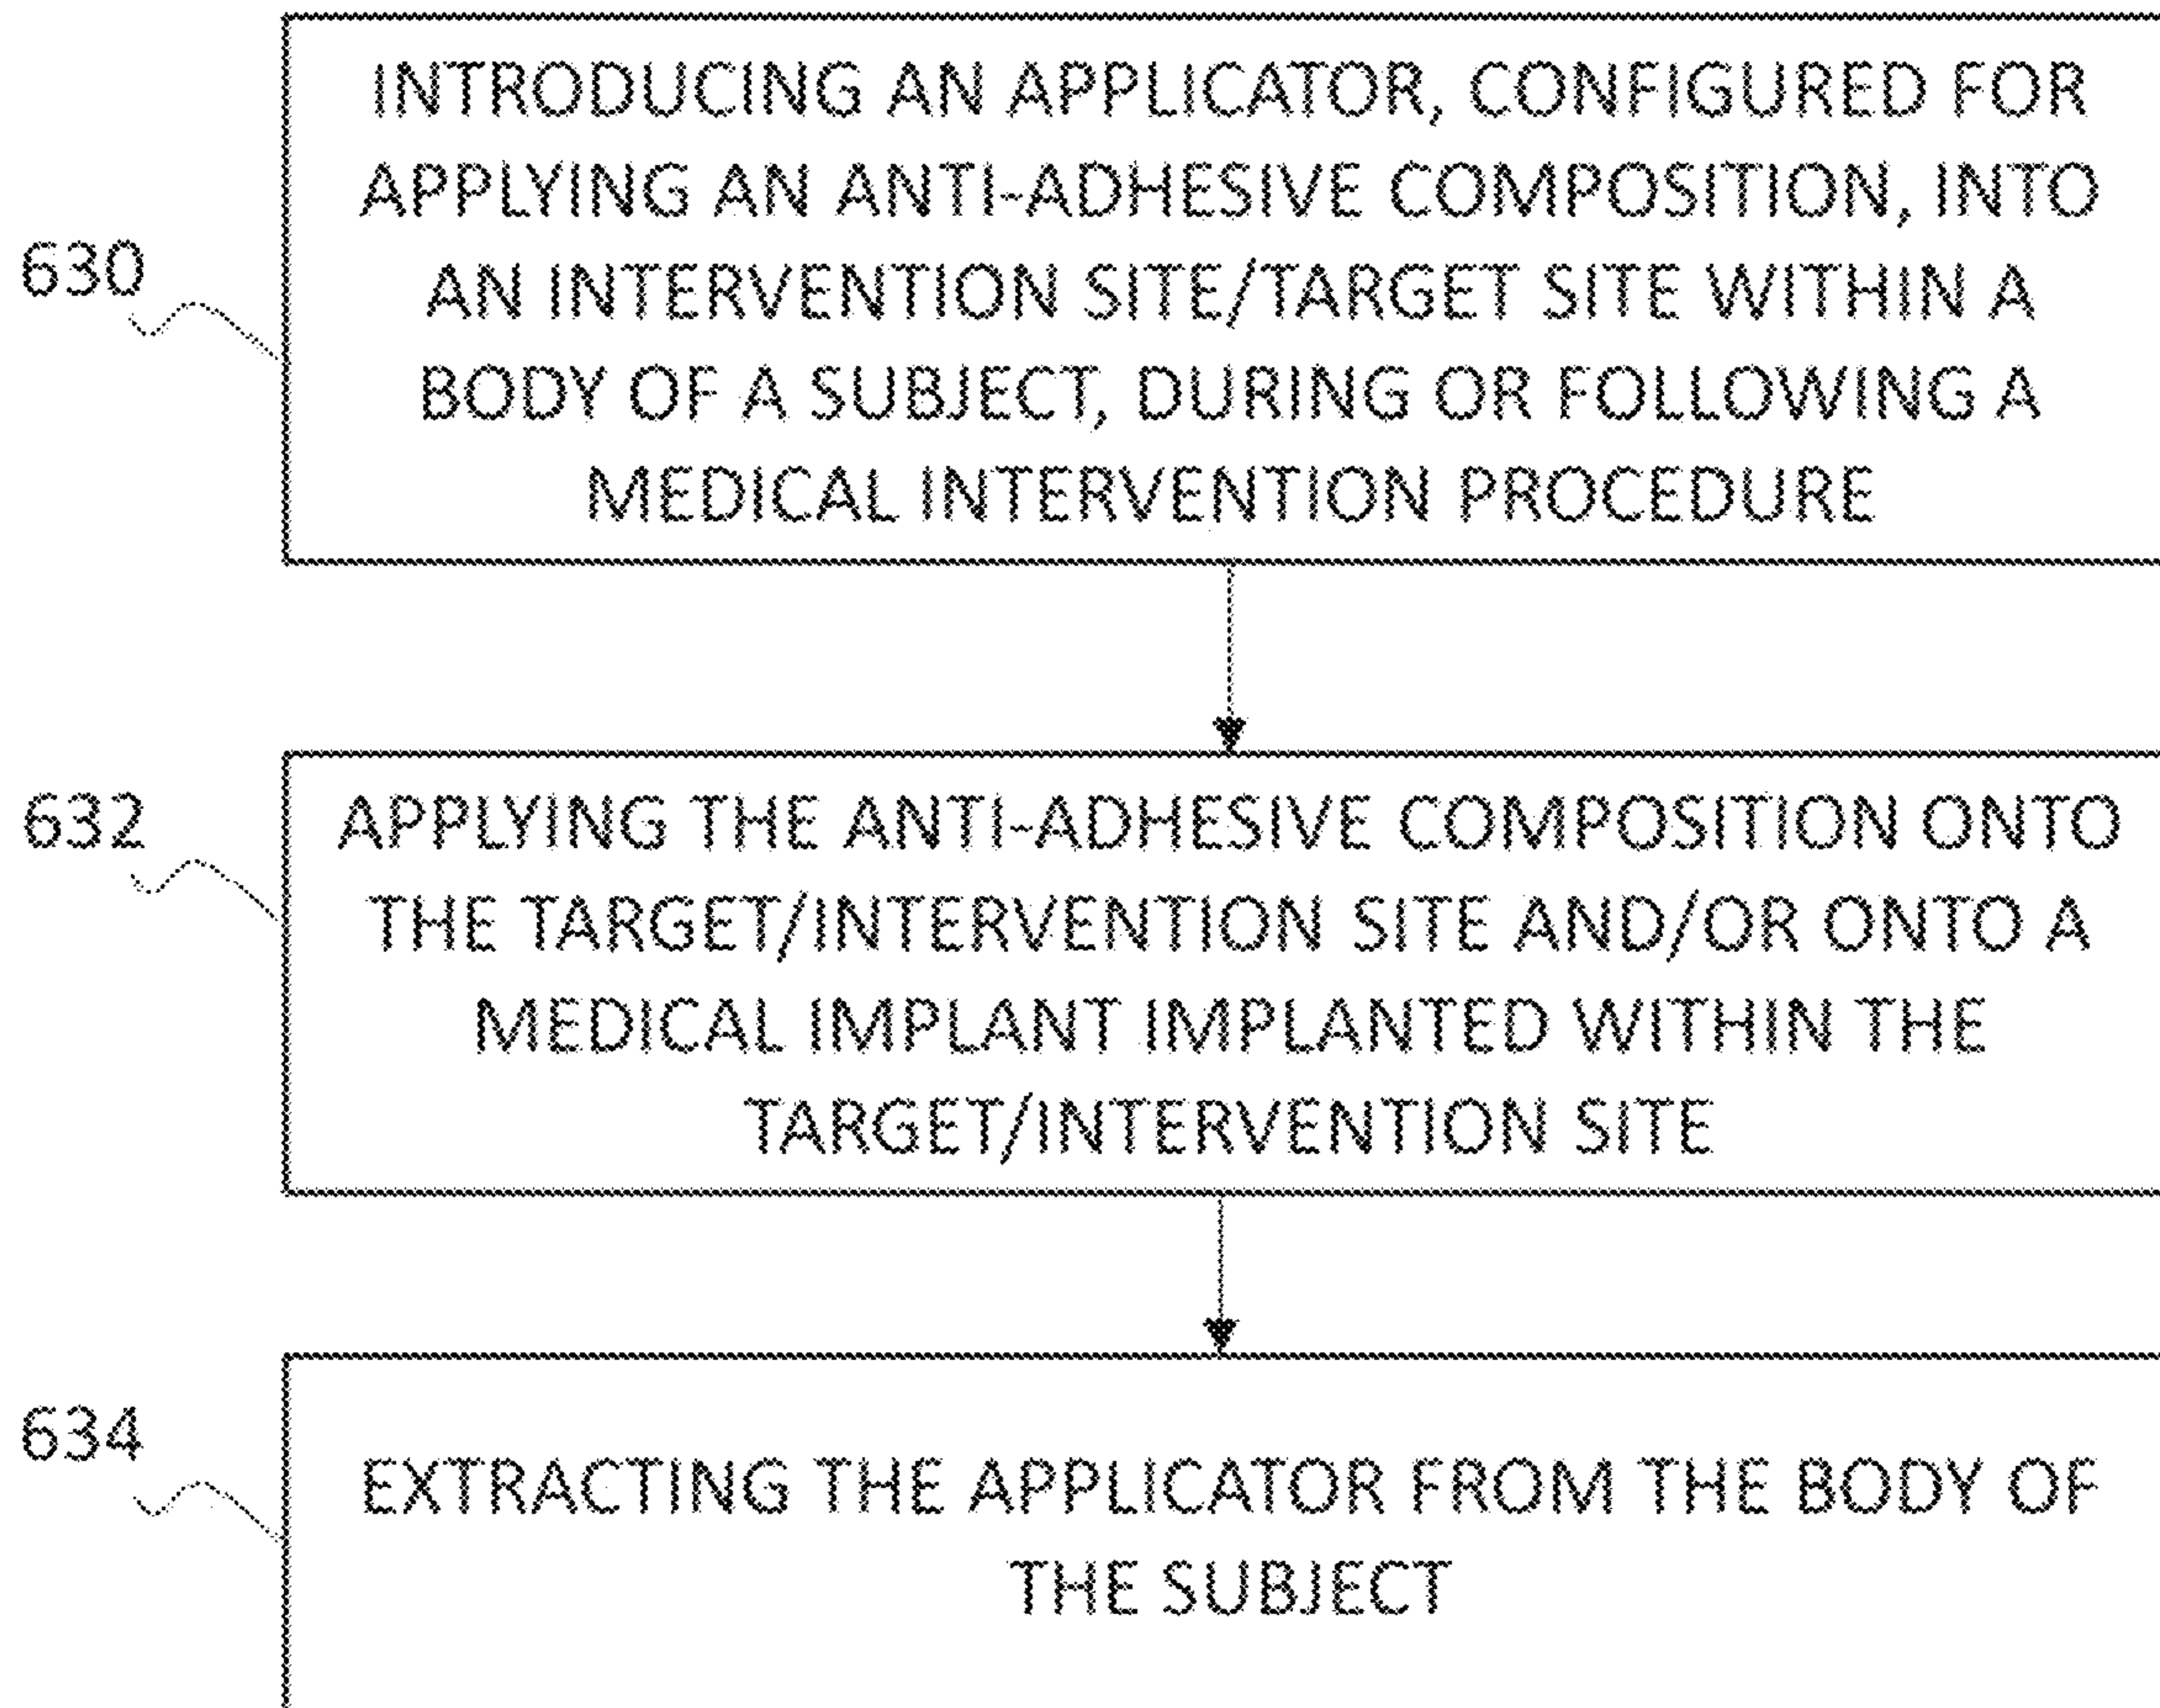 INTRODUCING AN APPLICATOR, CONFIGURED FOR
APPLYING AN ANTI-ADHESIVE COMPOSITION, INTO
AN INTERVENTION SITE/TARGET SITE WITHIN A
BODY OF A SUBJECT, DURING OR FOLLOWING A
MEDICAL INTERVENTION PROCEDURE
630
APPLYING THE ANTI-ADHESIVE COMPOSITION ONTO
THE TARGET/INTERVENTION SITE AND/OR ONTO A
MEDICAL IMPLANT IMPLANTED WITHIN THE
TARGET/INTERVENTION SITE
632
EXTRACTING THE APPLICATOR FROM THE BODY OF
THE SUBJECT
634